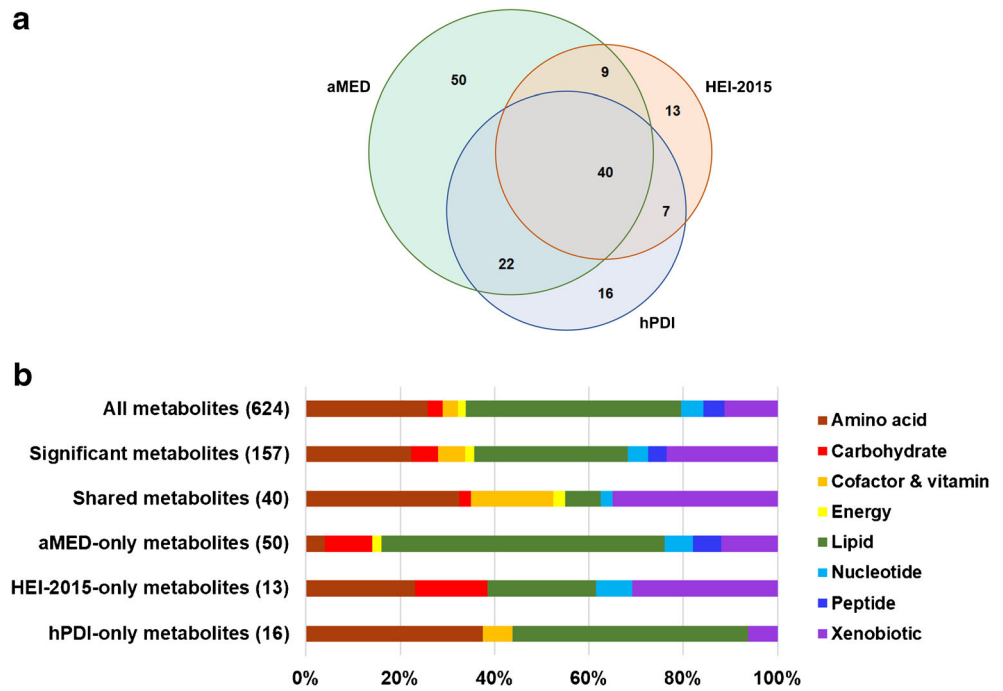 a
aMED
50
9
HEI-2015
13
40
7
22
16
hPDI
b
All metabolites (624)
Significant metabolites (157)
Shared metabolites (40)
aMED-only metabolites (50)
HEI-2015-only metabolites (13)
hPDI-only metabolites (16)
0% 20% 40% 60% 80% 100%
Amino acid
Carbohydrate
Cofactor & vitamin
Energy
Lipid
Nucleotide
Peptide
Xenobiotic